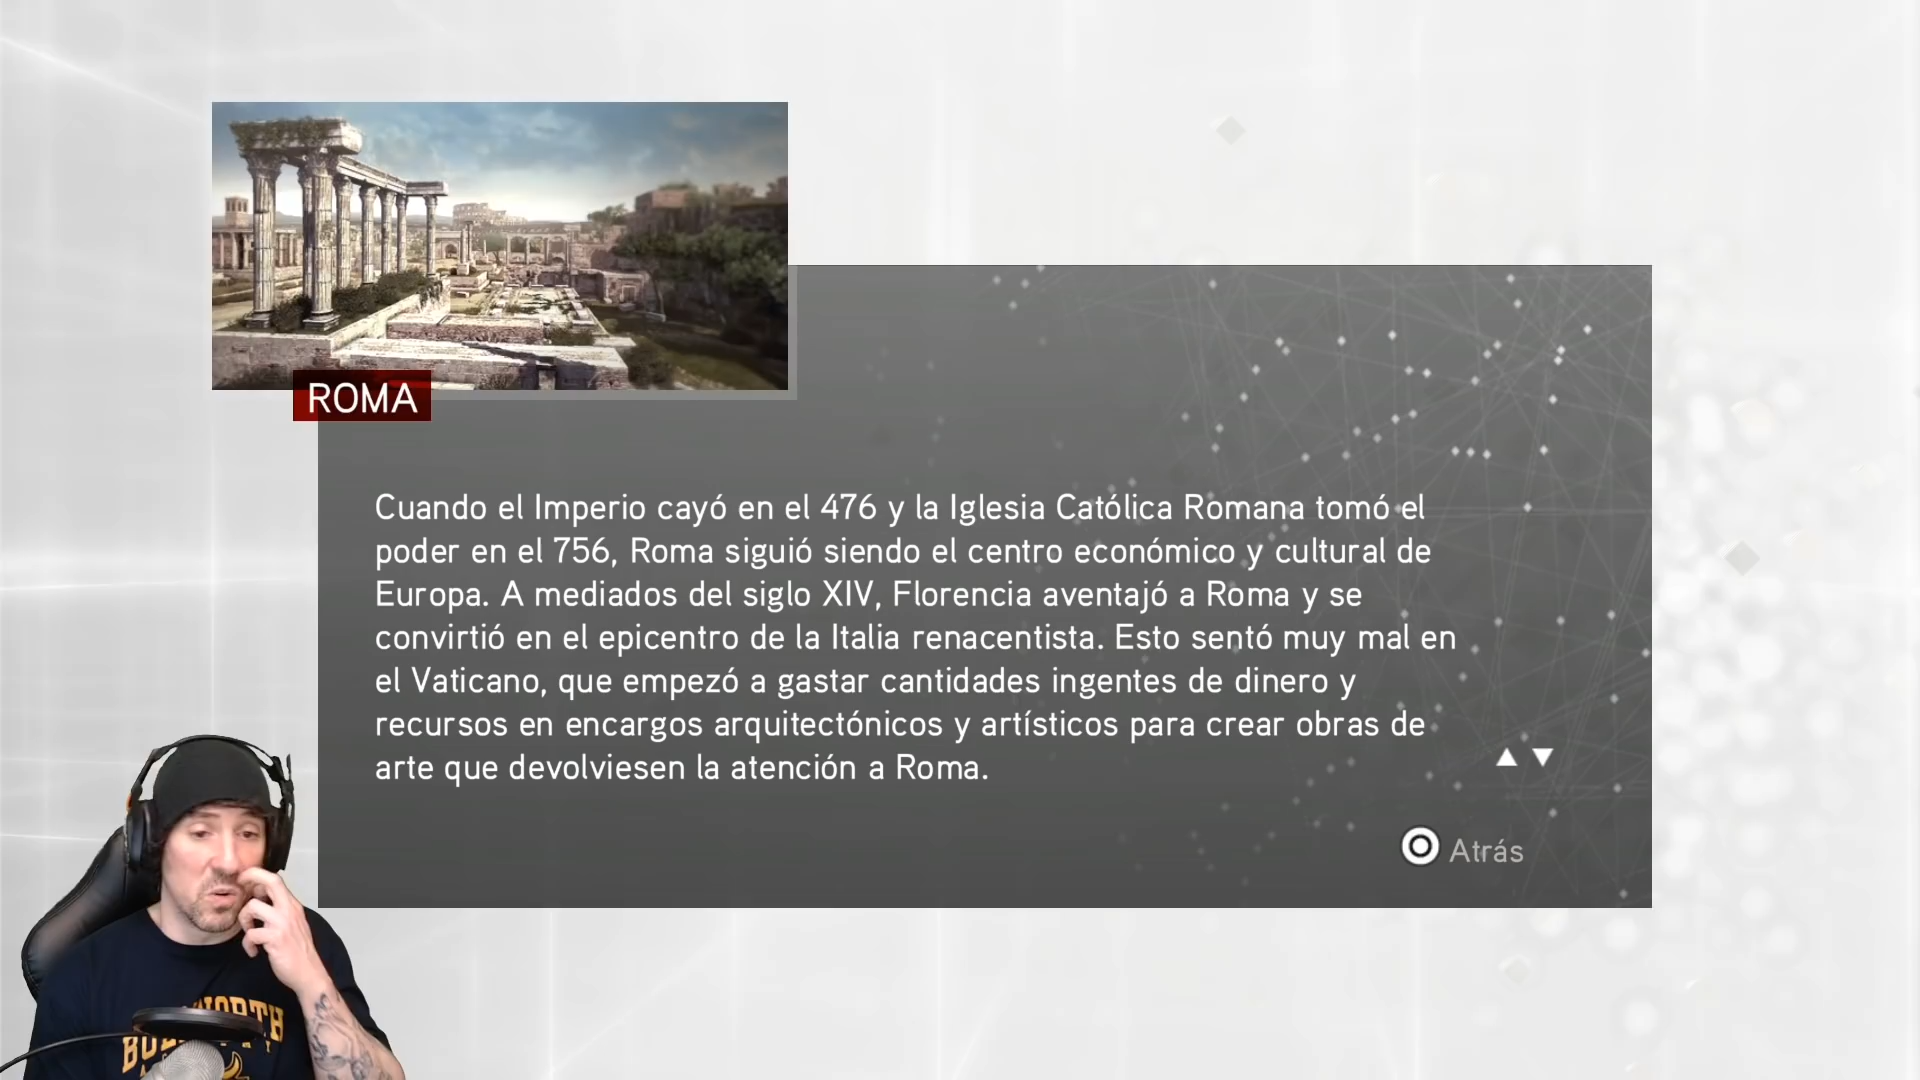 ROMA
Cuando el Imperio cayó en el 476 y la Iglesia Católica Romana tomó el
poder en el 756, Roma siguió siendo el centro económico y cultural de
Europa. A mediados del siglo XIV, Florencia aventajó a Roma y se
convirtió en el epicentro de la Italia renacentista. Esto sentó muy mal en
el Vaticano, que empezó a gastar cantidades ingentes de dinero y
recursos en encargos arquitectónicos y artísticos para crear obras de
arte que devolviesen la atención a Roma.
Atrás